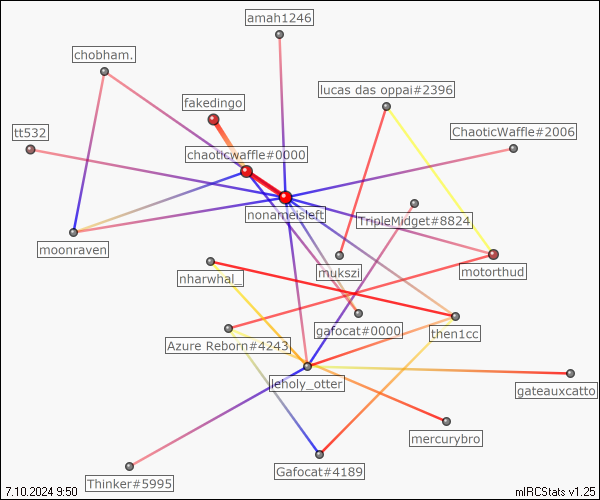 amah1246
chobham.
lucas das oppai#2396
fakedingo
tt532
ChaoticWaffle#2006
chaoticwaffle#0000
nonameisleft
TripleMidget#8824
moonraven
mukszi
motorthud
nharwhal_
gafocat#0000
then1cc
Azure Reborn#4243
leholy_otter
gateauxcatto
mercurybro
Gafocat#4189
Thinker#5995
7.10.2024 9:50
mIRCStats v1.25